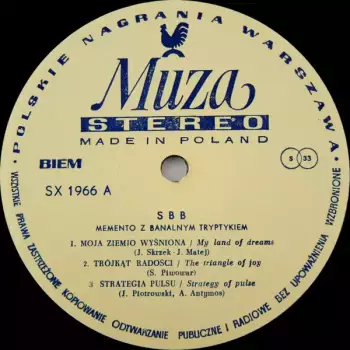 • POLSKIE NAGRANIA WARSZAWA •
Muza
STEREO
MADE IN POLAND
BIEM
S 33
SX 1966 A
SBB
MEMENTO Z BANALNYM TRYPTYKIEM
1. MOJA ZIEMIO WYŚNIONA / My land of dreams
(J. Skrzek - J. Matej)
2. TRÓJKĄT RADOŚCI / The triangle of joy
(S. Piwowar)
3 STRATEGIA PULSU / Strategy of pulse
(J. Piotrowski, A. Antymos)
WSZYSTKIE PRAWA ZASTRZEŻONE KOPIOWANIE ODTWARZANIE PUBLICZNE I RADIOWE BEZ UPOWAŻNIENIA WZBRONIONE